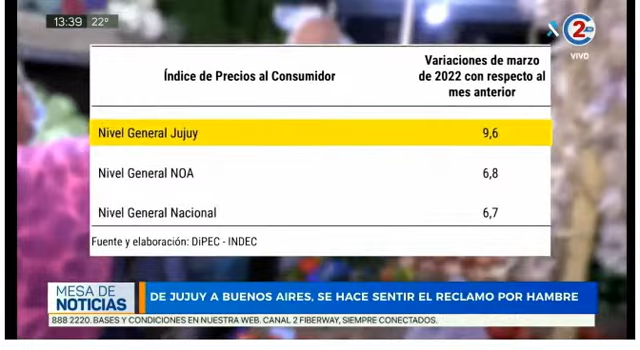 13:39 22°
2
VIVO
Índice de Precios al Consumidor
Variaciones de marzo
de 2022 con respecto al
mes anterior
Nivel General Jujuy 9,6
Nivel General NOA 6,8
Nivel General Nacional 6,7
Fuente y elaboración: DiPEC - INDEC
MESA DE
NOTICIAS
DE JUJUY A BUENOS AIRES, SE HACE SENTIR EL RECLAMO POR HAMBRE
888 2220. BASES Y CONDICIONES EN NUESTRA WEB. CANAL 2 FIBERWAY, SIEMPRE CONECTADOS.